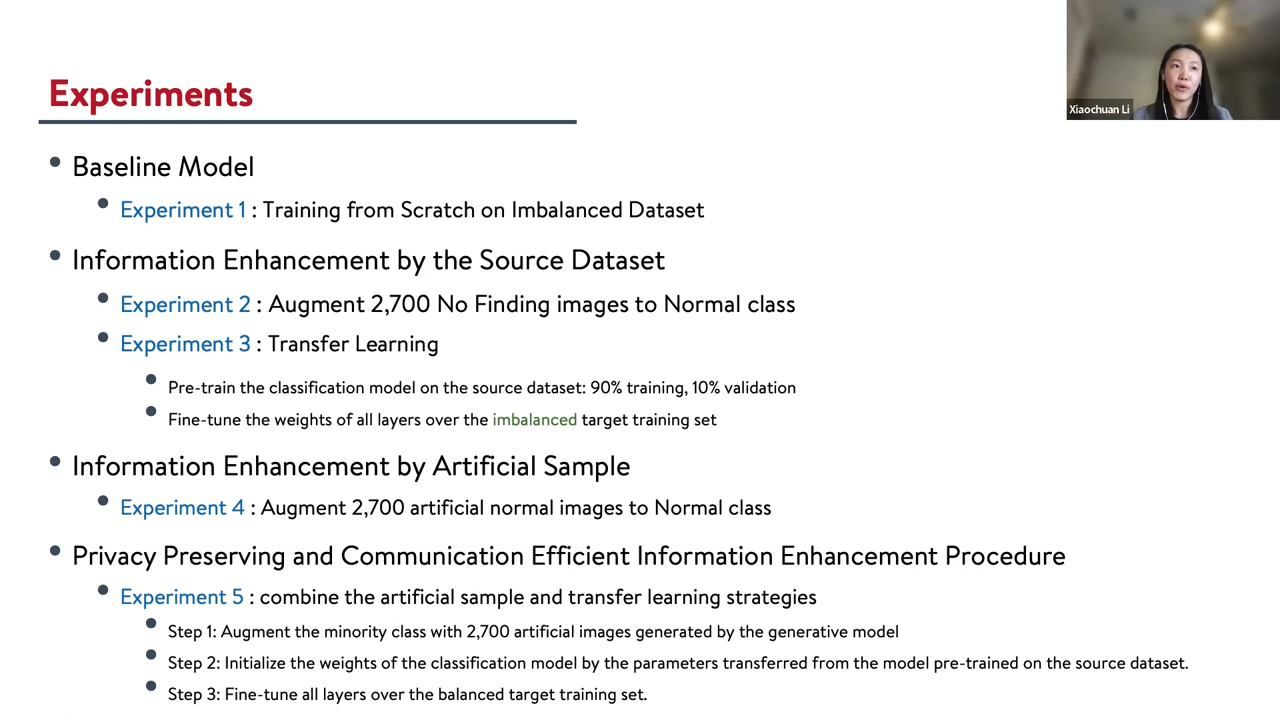 Xiaochuan Li
Experiments
Baseline Model
Experiment 1 : Training from Scratch on Imbalanced Dataset
Information Enhancement by the Source Dataset
Experiment 2 : Augment 2,700 No Finding images to Normal class
Experiment 3 : Transfer Learning
Pre-train the classification model on the source dataset: 90% training, 10% validation
Fine-tune the weights of all layers over the imbalanced target training set
Information Enhancement by Artificial Sample
Experiment 4 : Augment 2,700 artificial normal images to Normal class
Privacy Preserving and Communication Efficient Information Enhancement Procedure
Experiment 5 : combine the artificial sample and transfer learning strategies
Step 1: Augment the minority class with 2,700 artificial images generated by the generative model
Step 2: Initialize the weights of the classification model by the parameters transferred from the model pre-trained on the source dataset.
Step 3: Fine-tune all layers over the balanced target training set.